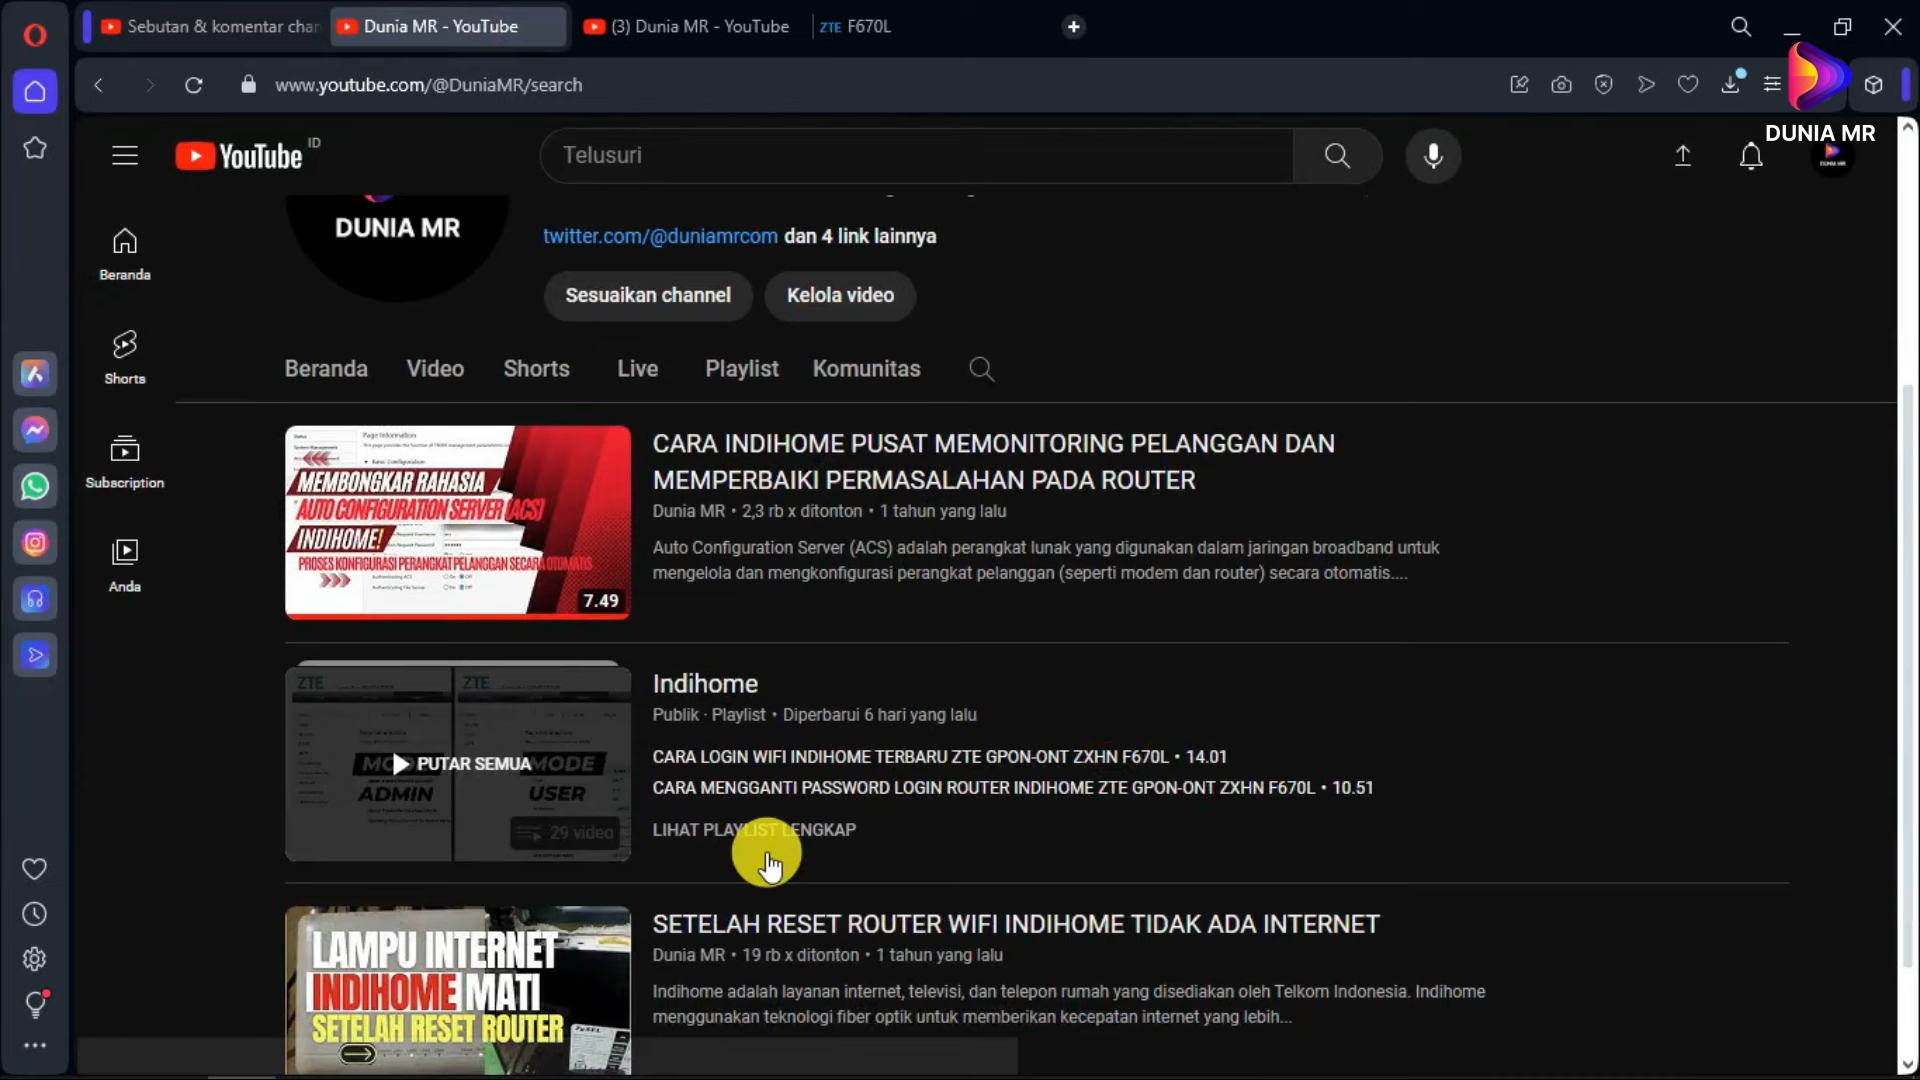 Sebutan & komentar chan
Dunia MR - YouTube
(3) Dunia MR - YouTube
ZTE F670L
www.youtube.com/@DuniaMR/search
DUNIA MR
YouTube ID
Telusuri
Beranda
Shorts
Subscription
Anda
DUNIA MR
twitter.com/@duniamrcom dan 4 link lainnya
Sesuaikan channel
Kelola video
Beranda
Video
Shorts
Live
Playlist
Komunitas
Page Information
MEMBONGKAR RAHASIA
AUTO CONFIGURATION SERVER (ACS)
INDIHOME!
PROSES KONFIGURASI PERANGKAT PELANGGAN SECARA OTOMATIS
7.49
CARA INDIHOME PUSAT MEMONITORING PELANGGAN DAN
MEMPERBAIKI PERMASALAHAN PADA ROUTER
Dunia MR • 2,3 rb x ditonton • 1 tahun yang lalu
Auto Configuration Server (ACS) adalah perangkat lunak yang digunakan dalam jaringan broadband untuk
mengelola dan mengkonfigurasi perangkat pelanggan (seperti modem dan router) secara otomatis....
ZTE
ZTE
PUTAR SEMUA
MODE
ADMIN
USER
29 video
Indihome
Publik · Playlist • Diperbarui 6 hari yang lalu
CARA LOGIN WIFI INDIHOME TERBARU ZTE GPON-ONT ZXHN F670L • 14.01
CARA MENGGANTI PASSWORD LOGIN ROUTER INDIHOME ZTE GPON-ONT ZXHN F670L • 10.51
LIHAT PLAYLIST LENGKAP
LAMPU INTERNET
INDIHOME MATI
SETELAH RESET ROUTER
ZyXEL
SETELAH RESET ROUTER WIFI INDIHOME TIDAK ADA INTERNET
Dunia MR • 19 rb x ditonton • 1 tahun yang lalu
Indihome adalah layanan internet, televisi, dan telepon rumah yang disediakan oleh Telkom Indonesia. Indihome
menggunakan teknologi fiber optik untuk memberikan kecepatan internet yang lebih...